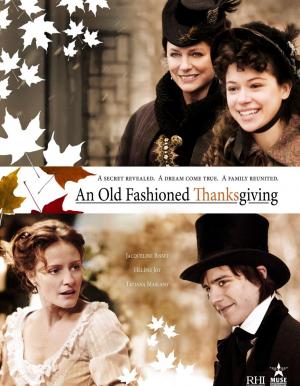 A SECRET REVEALED. A DREAM COME TRUE. A FAMILY REUNITED.
An Old Fashioned Thanksgiving
JACQUELINE BISSET
HELENE JOY
TATIANA MASLANY
RHI
MUSE